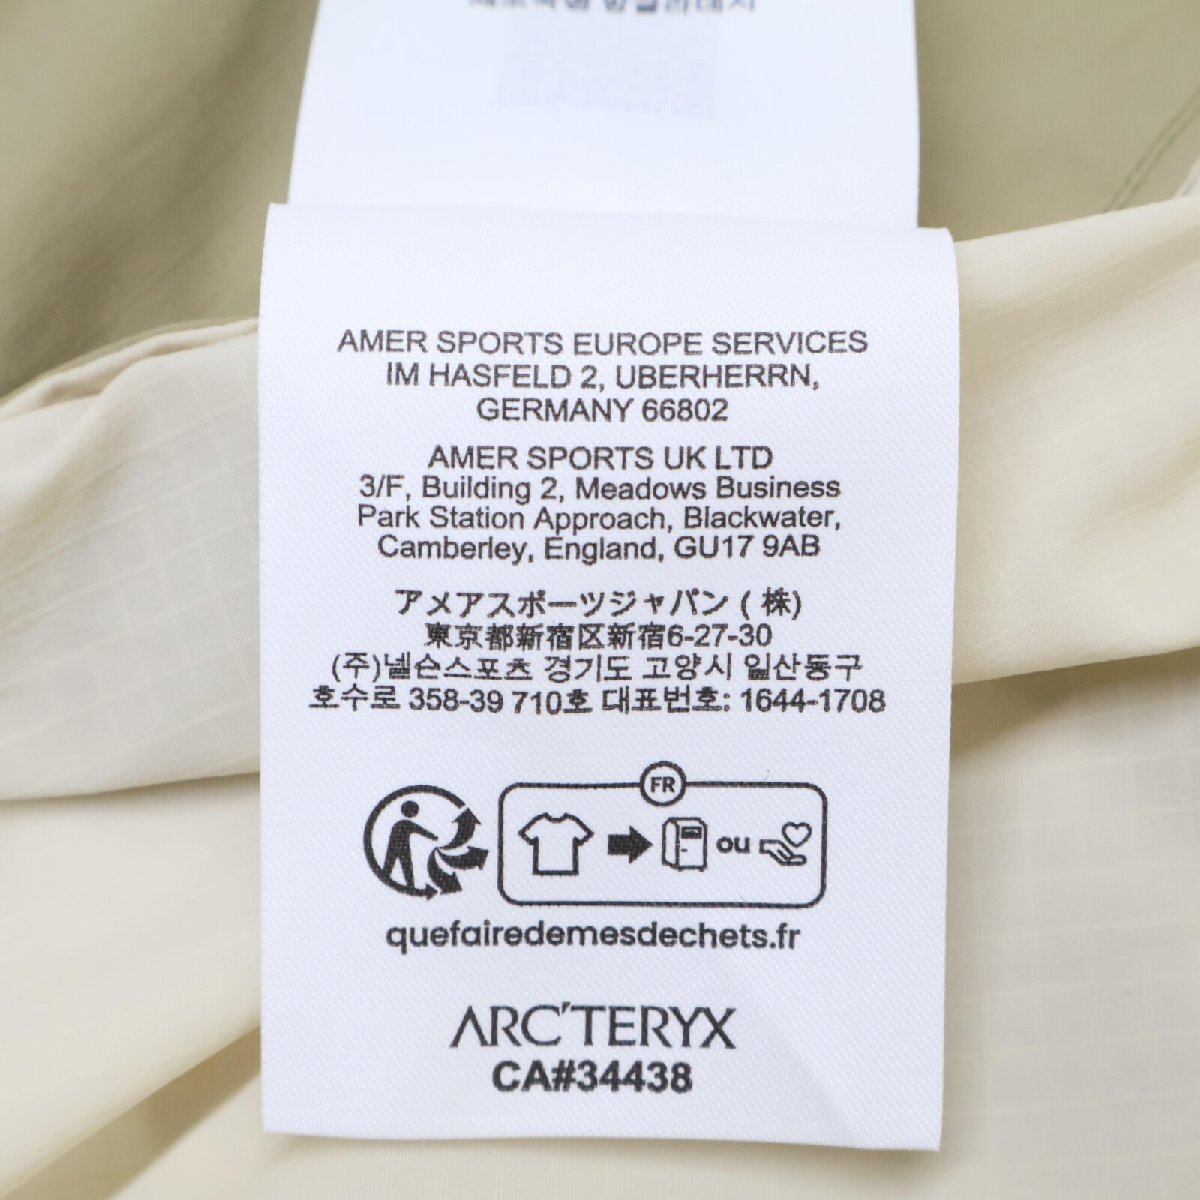 AMER SPORTS EUROPE SERVICES
IM HASFELD 2, UBERHERRN,
GERMANY 66802
AMER SPORTS UK LTD
3/F, Building 2, Meadows Business
Park Station Approach, Blackwater,
Camberley, England, GU17 9AB
アメアスポーツジャパン ( 株)
東京都新宿区新宿6-27-30
(주)넬슨스포츠 경기도 고양시 일산동구
호수로 358-39 710호 대표번호: 1644-1708
FR
ou
quefairedemesdechets.fr
ARC'TERYX
CA#34438